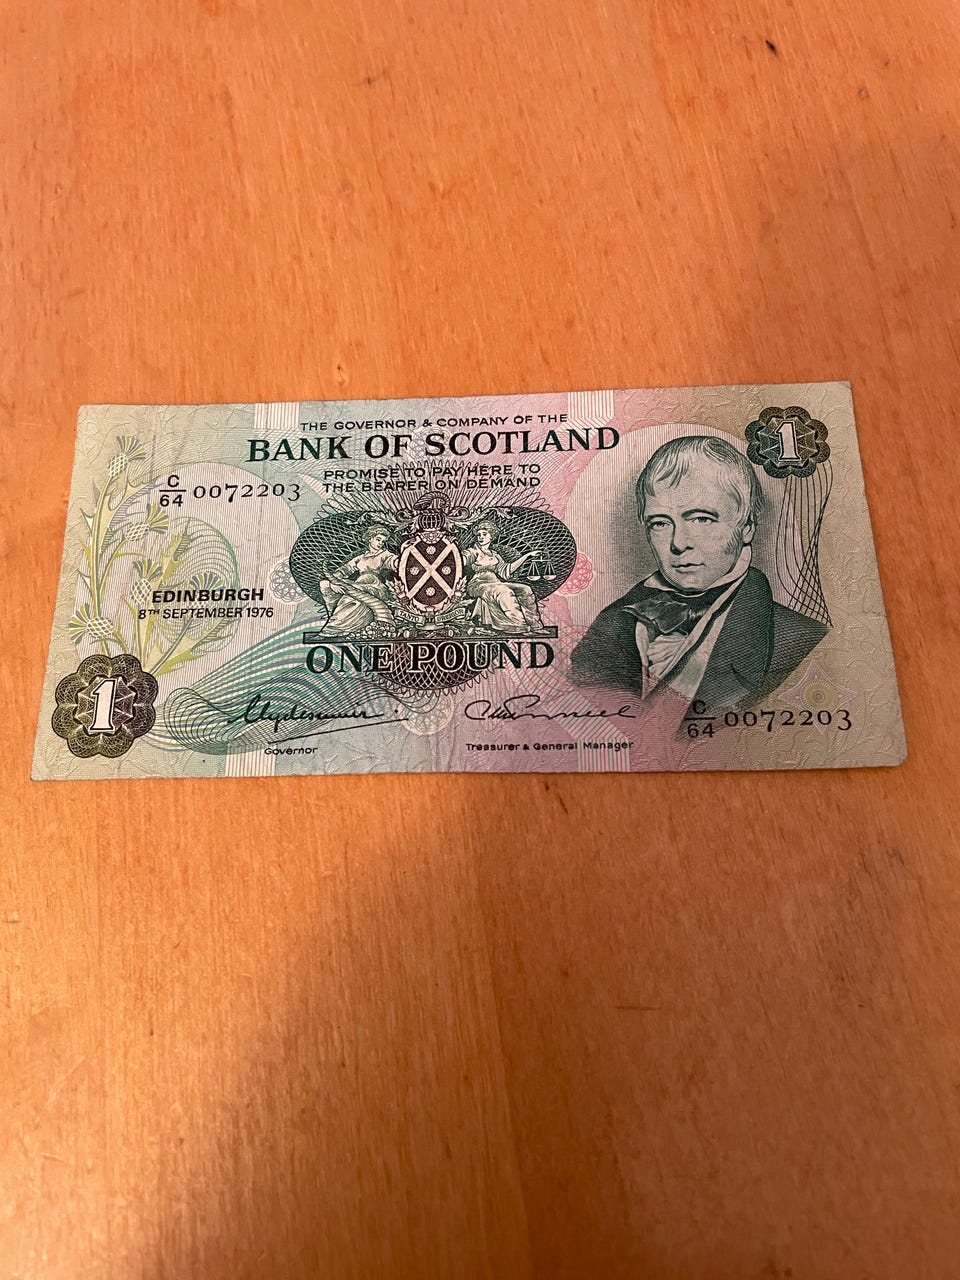 THE GOVERNOR & COMPANY OF THE
BANK OF SCOTLAND
PROMISE TO PAY HERE TO
THE BEARER ON DEMAND
1
C/64 0072203
EDINBURGH
8TH SEPTEMBER 1976
ONE POUND
1
Clydesmuir
Governor
Treasurer & General Manager
C/64 0072203